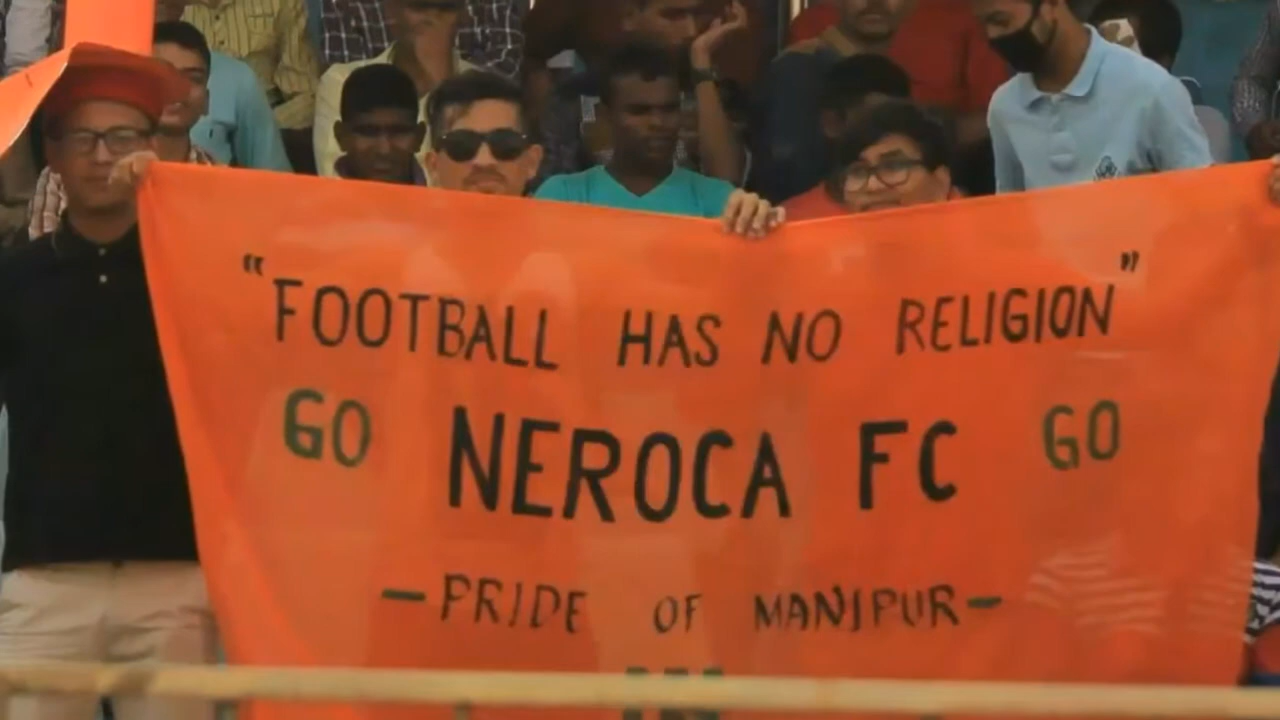 "FOOTBALL HAS NO RELIGION"
GO NEROCA FC GO
-PRIDE OF MANIPUR-